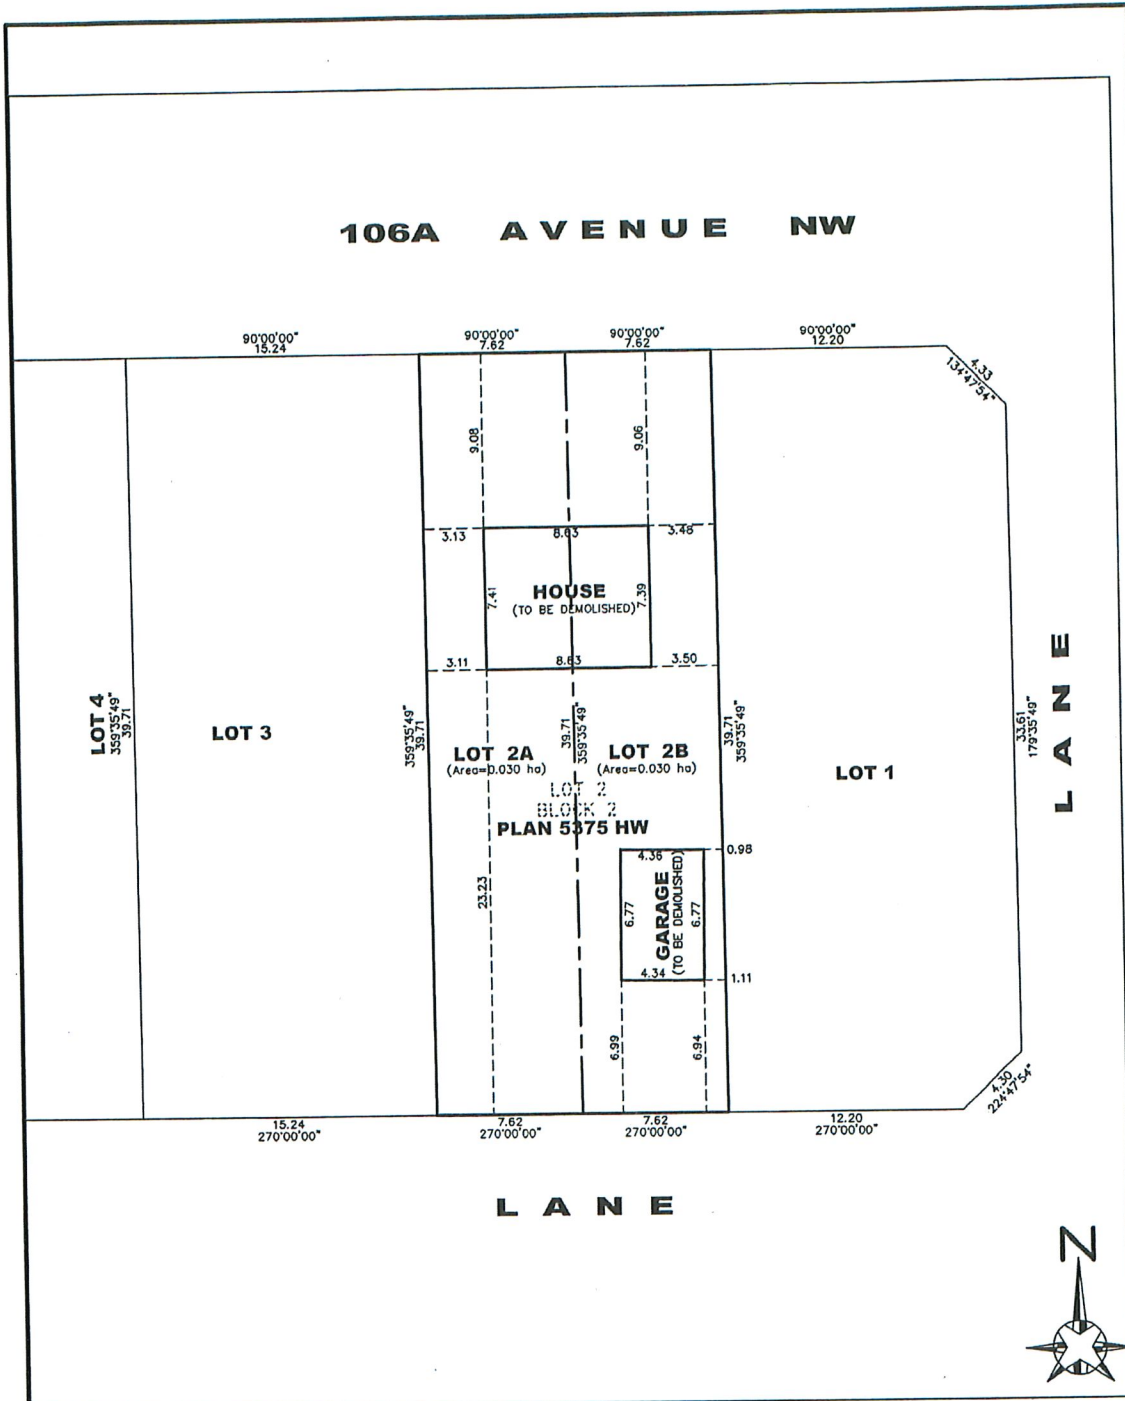 106A AVENUE NW
90°00'00"
15.24
90°00'00"
7.62
90°00'00"
7.62
90°00'00"
12.20
4.33
134°47'54"
9.08
9.06
3.13
8.63
3.48
7.41
HOUSE
(TO BE DEMOLISHED)
7.39
3.11
8.63
3.50
LOT 4
359°35'49"
39.71
LOT 3
359°35'49"
39.71
LOT 2A
(Area=0.030 ha)
39.71
359°35'49"
LOT 2B
(Area=0.030 ha)
39.71
359°35'49"
LOT 1
33.61
179°35'49"
LANE
LOT 2
BLOCK 2
PLAN 5375 HW
4.36
0.98
23.23
6.77
GARAGE
(TO BE DEMOLISHED)
6.77
4.34
1.11
6.99
6.94
4.30
224°47'54"
15.24
270°00'00"
7.62
270°00'00"
7.62
270°00'00"
12.20
270°00'00"
LANE
N